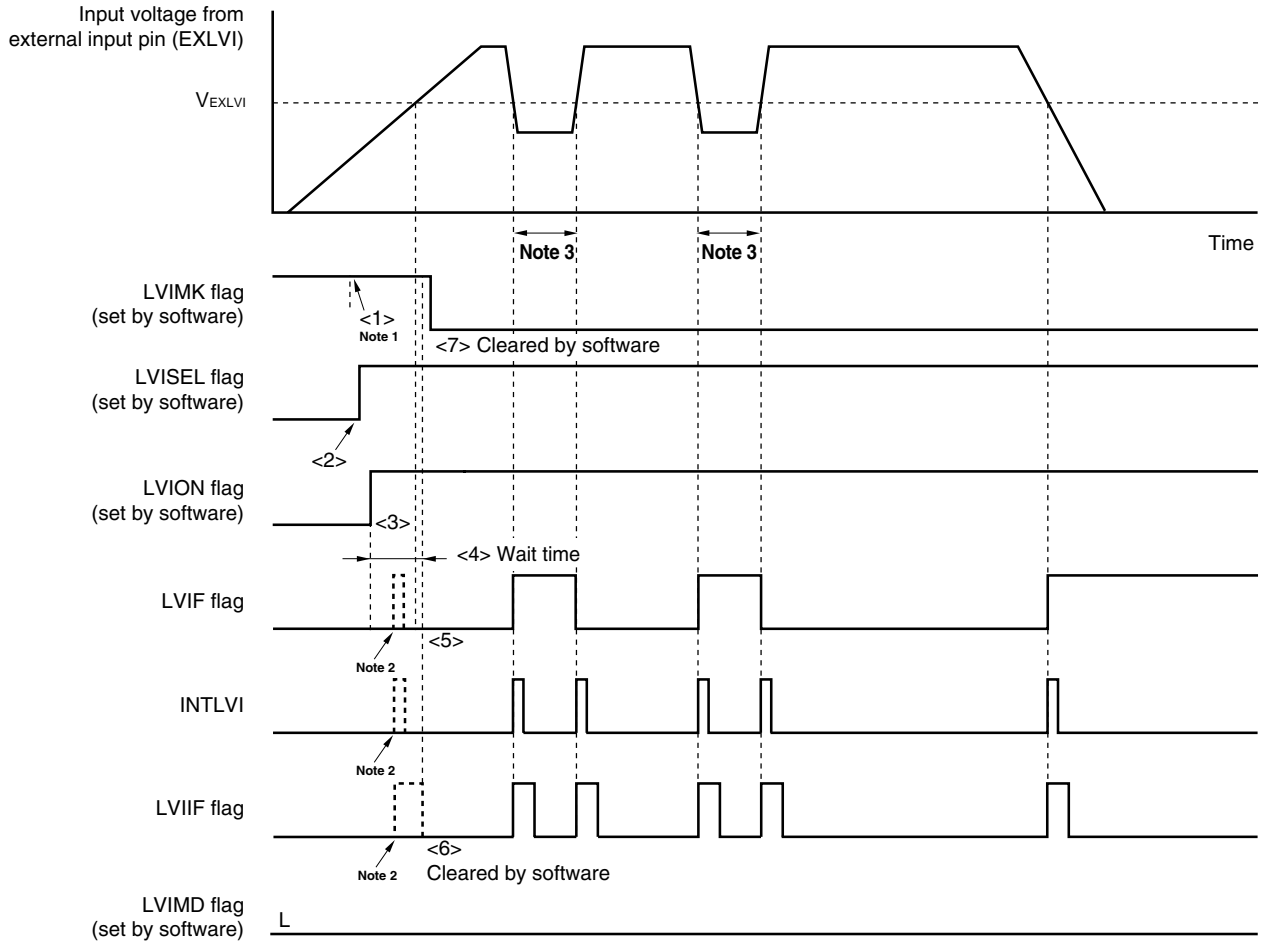 Input voltage from
external input pin (EXLVI)
VEXLVI
Note 3
Note 3
Time
LVIMK flag
(set by software)
<1>
Note 1
<7> Cleared by software
LVISEL flag
(set by software)
<2>
LVION flag
(set by software)
<3>
<4> Wait time
LVIF flag
<5>
Note 2
INTLVI
Note 2
LVIIF flag
<6>
Note 2
Cleared by software
LVIMD flag
(set by software)
L